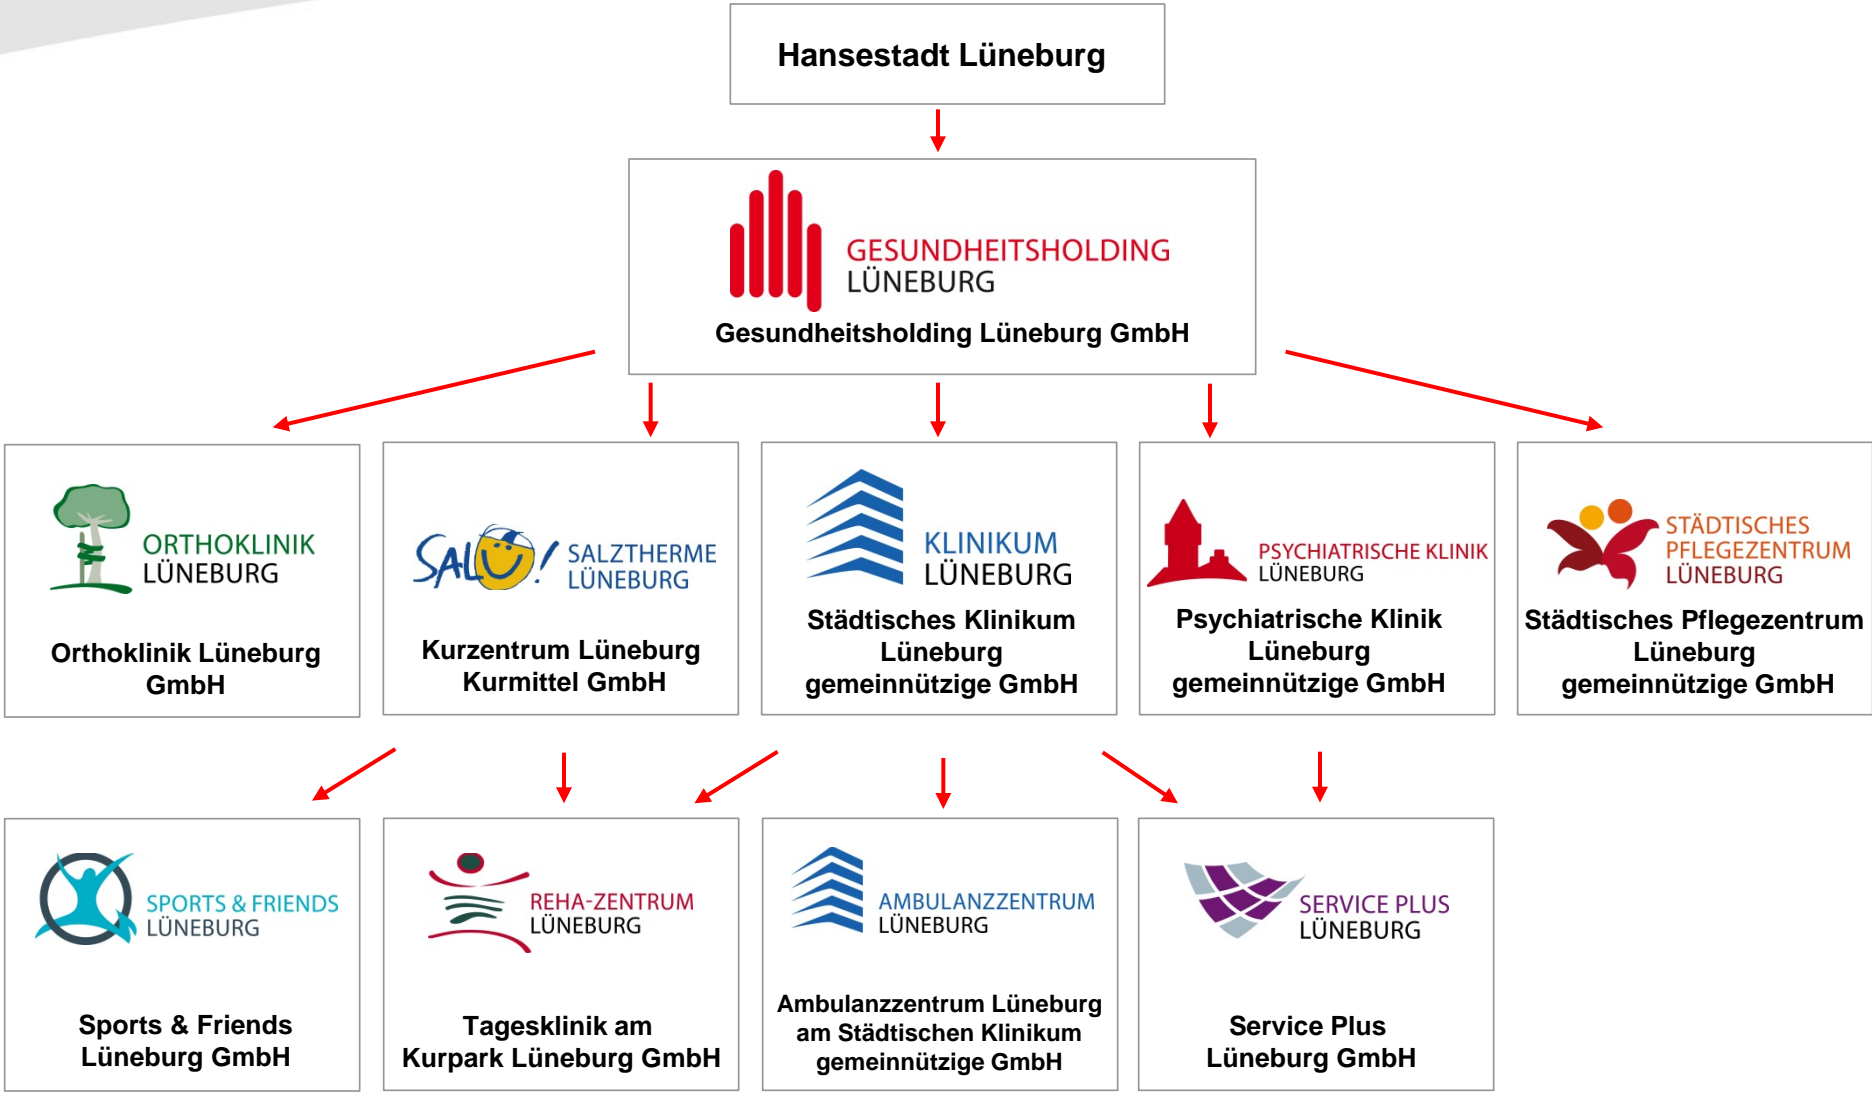 Hansestadt Lüneburg
GESUNDHEITSHOLDING
LÜNEBURG
Gesundheitsholding Lüneburg GmbH
ORTHOKLINIK
LÜNEBURG
Orthoklinik Lüneburg
GmbH
SALÜ!
SALZTHERME
LÜNEBURG
Kurzentrum Lüneburg
Kurmittel GmbH
KLINIKUM
LÜNEBURG
Städtisches Klinikum
Lüneburg
gemeinnützige GmbH
PSYCHIATRISCHE KLINIK
LÜNEBURG
Psychiatrische Klinik
Lüneburg
gemeinnützige GmbH
STÄDTISCHES
PFLEGEZENTRUM
LÜNEBURG
Städtisches Pflegezentrum
Lüneburg
gemeinnützige GmbH
SPORTS & FRIENDS
LÜNEBURG
Sports & Friends
Lüneburg GmbH
REHA-ZENTRUM
LÜNEBURG
Tagesklinik am
Kurpark Lüneburg GmbH
AMBULANZZENTRUM
LÜNEBURG
Ambulanzzentrum Lüneburg
am Städtischen Klinikum
gemeinnützige GmbH
SERVICE PLUS
LÜNEBURG
Service Plus
Lüneburg GmbH